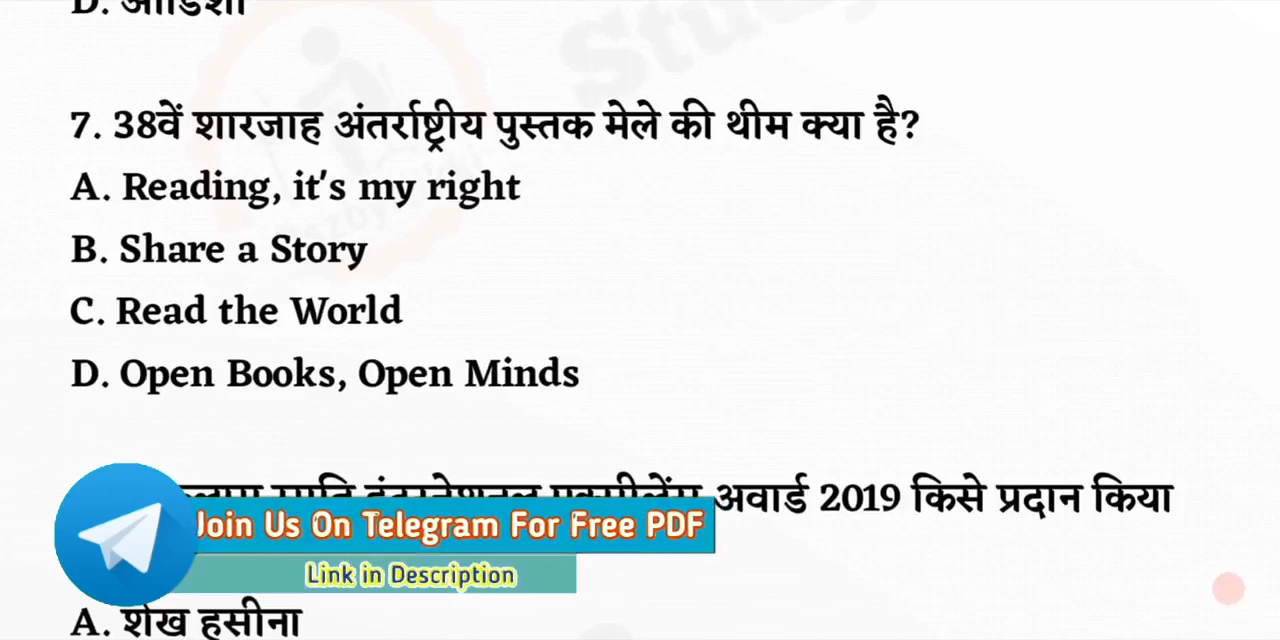 D. ओडिशा
7. 38वें शारजाह अंतर्राष्ट्रीय पुस्तक मेले की थीम क्या है?
A. Reading, it's my right
B. Share a Story
C. Read the World
D. Open Books, Open Minds
अवार्ड 2019 किसे प्रदान किया
Join Us On Telegram For Free PDF
Link in Description
A. शेख हसीना